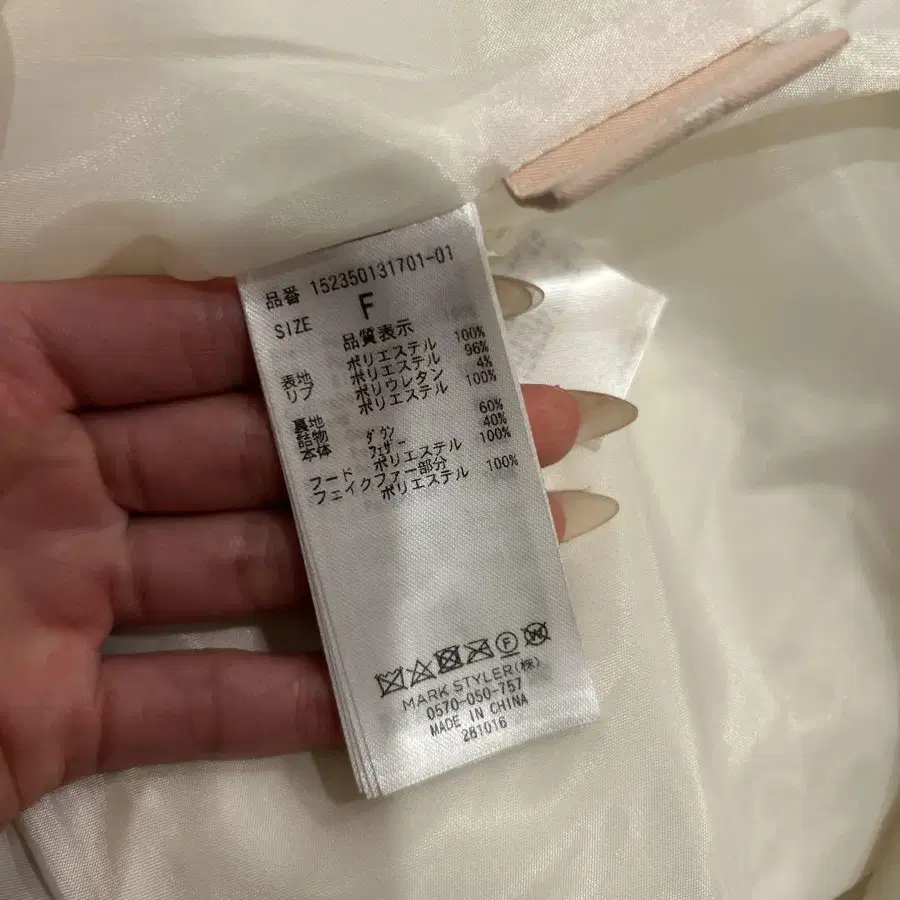 品番 152350131701-01
SIZE F
品質表示
表地 ポリエステル 100%
リブ ポリエステル 96%
ポリウレタン 4%
裏地 ポリエステル 100%
詰物
本体 ダウン 60%
フェザー 40%
フード ポリエステル 100%
フェイクファー部分
ポリエステル 100%
F W
MARK STYLER(株)
0570-050-757
MADE IN CHINA
281016